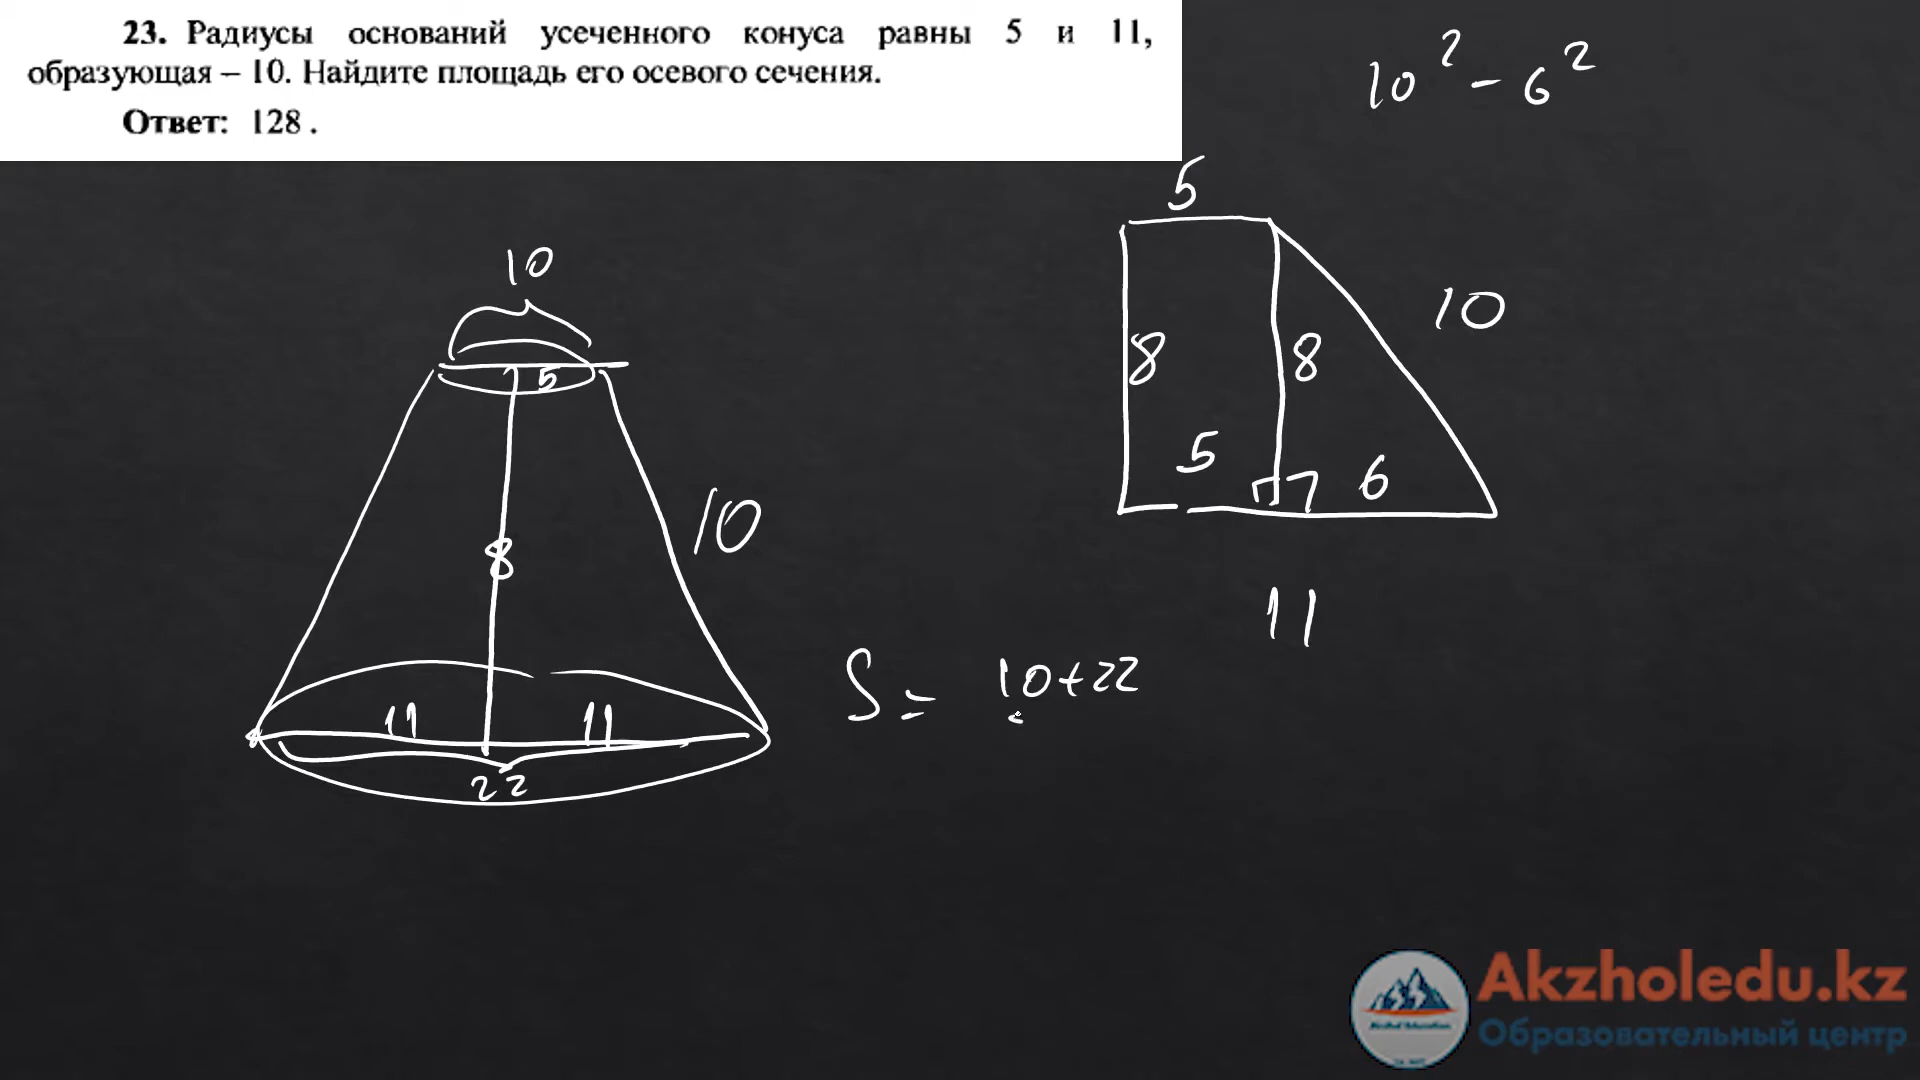 23. Радиусы оснований усеченного конуса равны 5 и 11,
образующая – 10. Найдите площадь его осевого сечения.
Ответ: 128 .
10² - 6²
5
10
10
8
8
5
5
6
8
10
11
S = 10+22
11
11
22
Akzholedu.kz
Образовательный центр